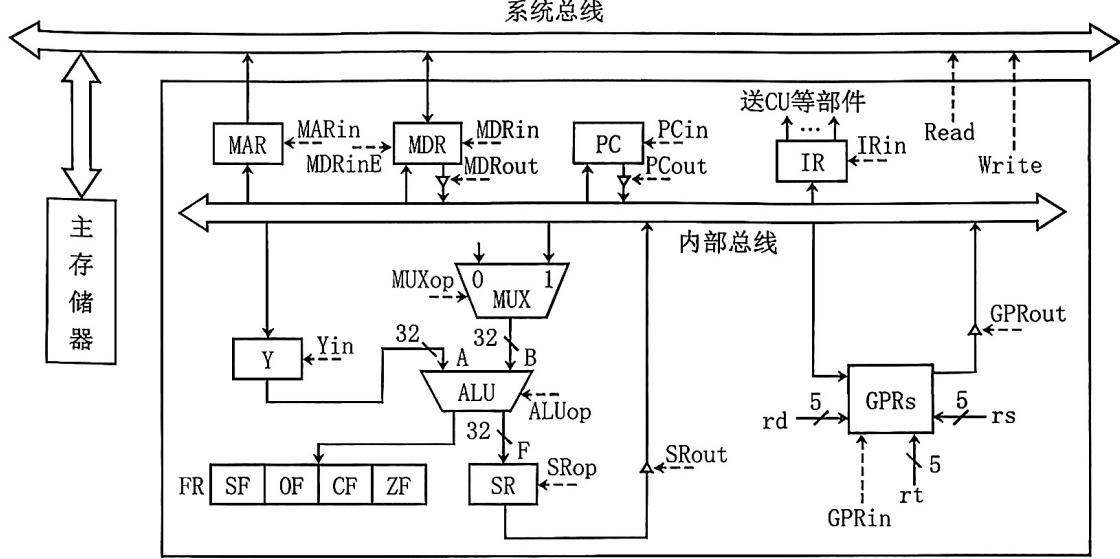 系统总线
送CU等部件
...
MAR
MARin
MDRinE
MDR
MDRin
MDRout
PC
PCin
PCout
IR
IRin
Read
Write
主存储器
内部总线
MUXop
0
1
MUX
32
32
Y
Yin
A
B
ALU
ALUop
32
F
FR
SF
OF
CF
ZF
SR
SRop
SRout
GPRout
GPRs
rd
5
5
rs
5
rt
GPRin